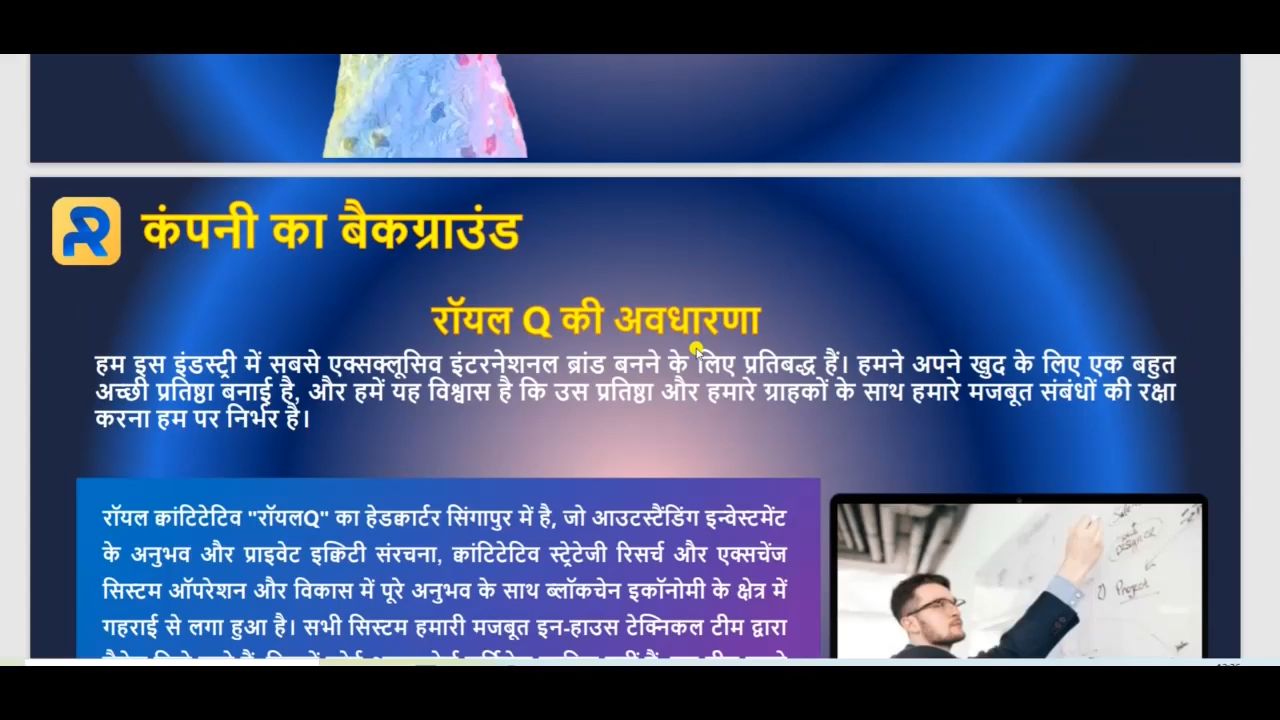 कंपनी का बैकग्राउंड
रॉयल Q की अवधारणा
हम इस इंडस्ट्री में सबसे एक्सक्लूसिव इंटरनेशनल ब्रांड बनने के लिए प्रतिबद्ध हैं। हमने अपने खुद के लिए एक बहुत
अच्छी प्रतिष्ठा बनाई है, और हमें यह विश्वास है कि उस प्रतिष्ठा और हमारे ग्राहकों के साथ हमारे मजबूत संबंधों की रक्षा
करना हम पर निर्भर है।
रॉयल क्वांटिटेटिव "रॉयलQ" का हेडक्वार्टर सिंगापुर में है, जो आउटस्टैंडिंग इन्वेस्टमेंट
के अनुभव और प्राइवेट इक्विटी संरचना, क्वांटिटेटिव स्ट्रेटेजी रिसर्च और एक्सचेंज
सिस्टम ऑपरेशन और विकास में पूरे अनुभव के साथ ब्लॉकचेन इकॉनोमी के क्षेत्र में
गहराई से लगा हुआ है। सभी सिस्टम हमारी मजबूत इन-हाउस टेक्निकल टीम द्वारा
Project